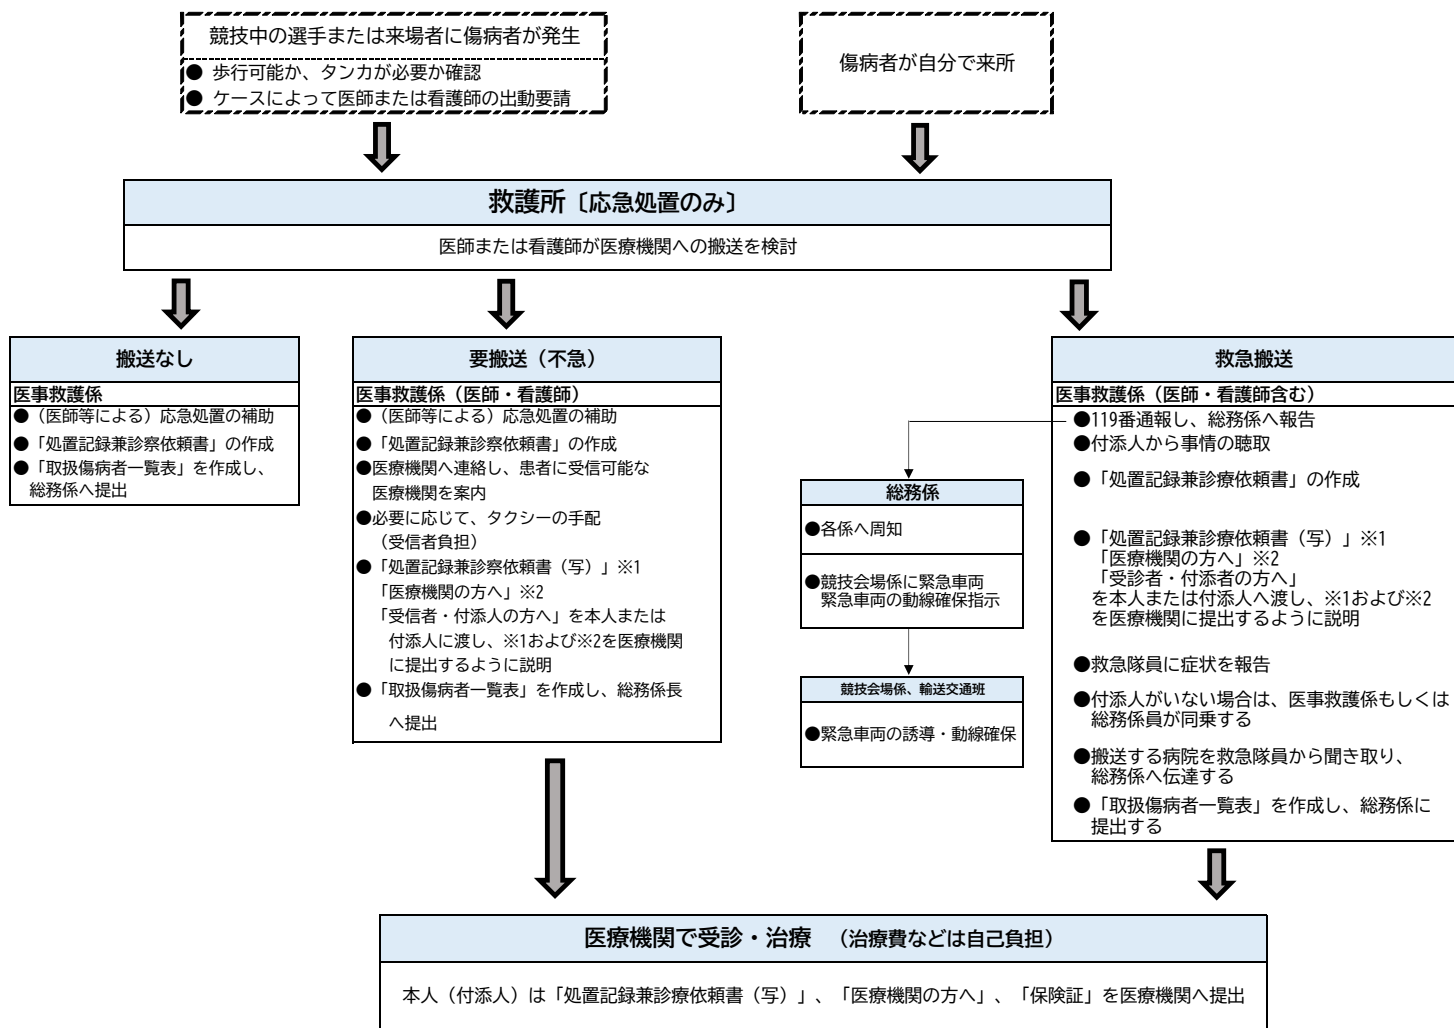 競技中の選手または来場者に傷病者が発生
● 歩行可能か、タンカが必要か確認
● ケースによって医師または看護師の出動要請
傷病者が自分で来所
救護所〔応急処置のみ〕
医師または看護師が医療機関への搬送を検討
搬送なし
医事救護係
●（医師等による）応急処置の補助
●「処置記録兼診察依頼書」の作成
●「取扱傷病者一覧表」を作成し、
総務係へ提出
要搬送（不急）
医事救護係（医師・看護師）
●（医師等による）応急処置の補助
●「処置記録兼診察依頼書」の作成
●医療機関へ連絡し、患者に受信可能な
医療機関を案内
●必要に応じて、タクシーの手配
（受信者負担）
●「処置記録兼診察依頼書（写）」※1
「医療機関の方へ」※2
「受信者・付添人の方へ」を本人または
付添人に渡し、※1および※2を医療機関
に提出するように説明
●「取扱傷病者一覧表」を作成し、総務係長
へ提出
総務係
●各係へ周知
●競技会場係に緊急車両
緊急車両の動線確保指示
競技会場係、輸送交通班
●緊急車両の誘導・動線確保
救急搬送
医事救護係（医師・看護師含む）
●119番通報し、総務係へ報告
●付添人から事情の聴取
●「処置記録兼診療依頼書」の作成
●「処置記録兼診療依頼書（写）」※1
「医療機関の方へ」※2
「受診者・付添者の方へ」
を本人または付添人へ渡し、※1および※2
を医療機関に提出するように説明
●救急隊員に症状を報告
●付添人がいない場合は、医事救護係もしくは
総務係員が同乗する
●搬送する病院を救急隊員から聞き取り、
総務係へ伝達する
●「取扱傷病者一覧表」を作成し、総務係に
提出する
医療機関で受診・治療 （治療費などは自己負担）
本人（付添人）は「処置記録兼診療依頼書（写）」、「医療機関の方へ」、「保険証」を医療機関へ提出